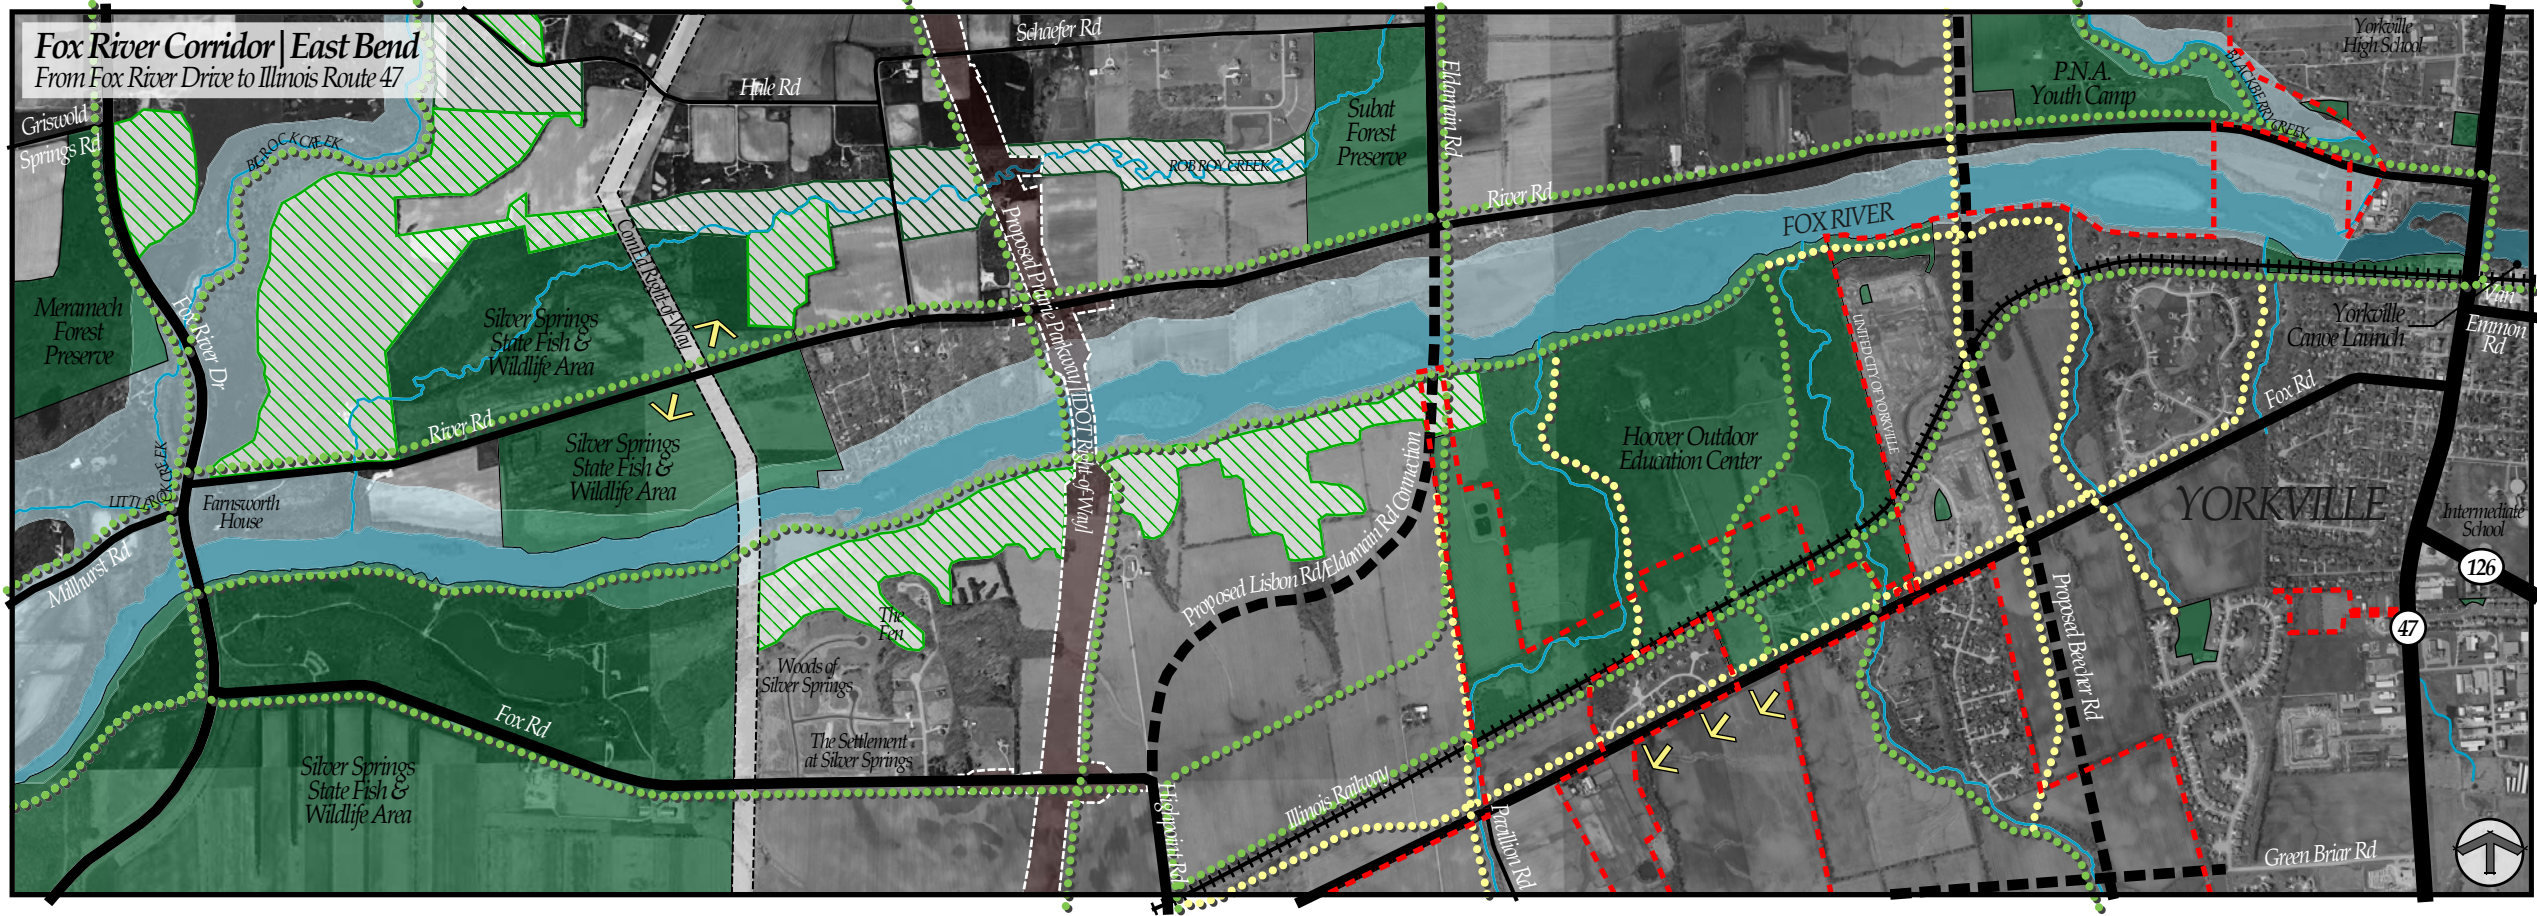 Fox River Corridor | East Bend
From Fox River Drive to Illinois Route 47
Griswold
Springs Rd
BIG ROCK CREEK
Hale Rd
Schaefer Rd
ROB ROY CREEK
Subat
Forest
Preserve
Eldamain Rd
River Rd
FOX RIVER
P.N.A.
Youth Camp
BLACKBERRY CREEK
Yorkville
High School
Meramech
Forest
Preserve
Fox River Dr
Silver Springs
State Fish &
Wildlife Area
ComEd Right-of-Way
Proposed Prairie Parkway [IDOT Right-of-Way]
River Rd
Silver Springs
State Fish &
Wildlife Area
LITTLE ROCK CREEK
Farnsworth
House
Millhurst Rd
Hoover Outdoor
Education Center
UNITED CITY OF YORKVILLE
Yorkville
Canoe Launch
Van
Emmon
Rd
Fox Rd
YORKVILLE
Intermediate
School
126
47
Proposed Lisbon Rd/Eldamain Rd Connection
The
Fen
Woods of
Silver Springs
The Settlement
at Silver Springs
Fox Rd
Silver Springs
State Fish &
Wildlife Area
Highpoint Rd
Illinois Railway
Pavillion Rd
Proposed Beecher Rd
Green Briar Rd